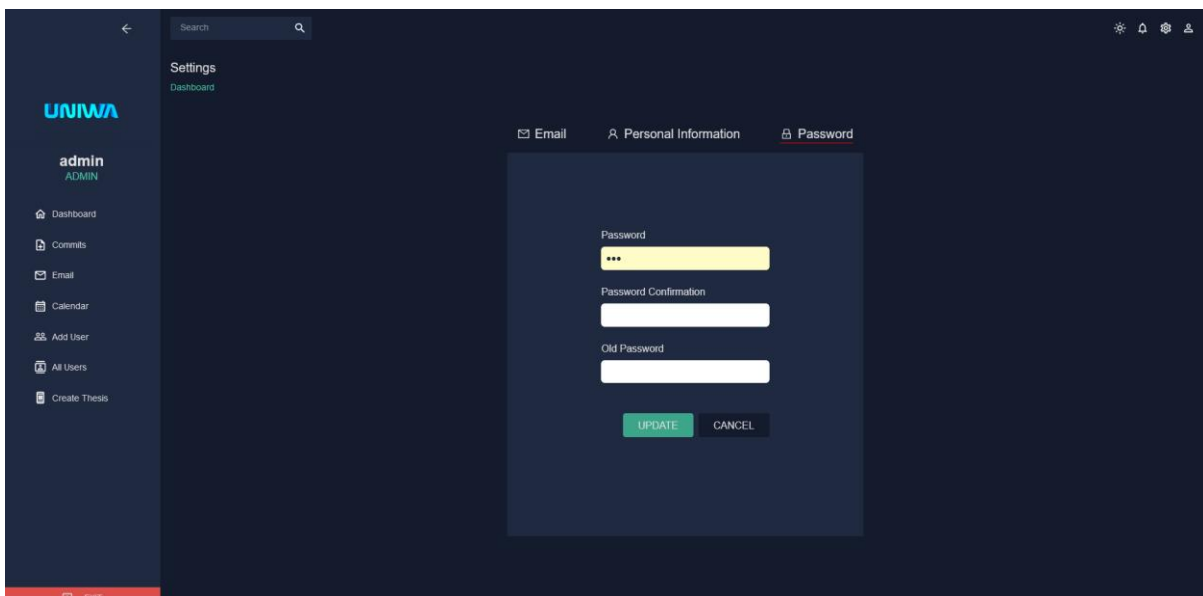 Search
Settings
Dashboard
UNIWA
admin
ADMIN
Dashboard
Commits
Email
Calendar
Add User
All Users
Create Thesis
Email
Personal Information
Password
Password
•••
Password Confirmation
Old Password
UPDATE
CANCEL